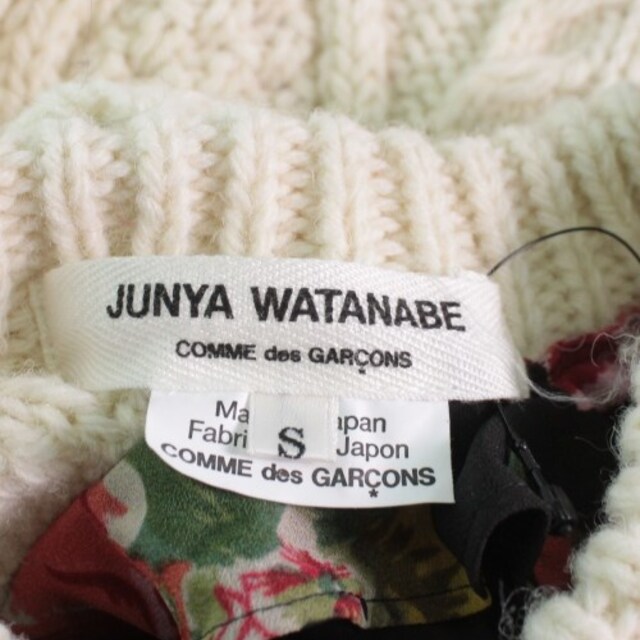 JUNYA WATANABE
COMME des GARÇONS
Ma apan
Fabri S Japon
COMME des GARÇONS